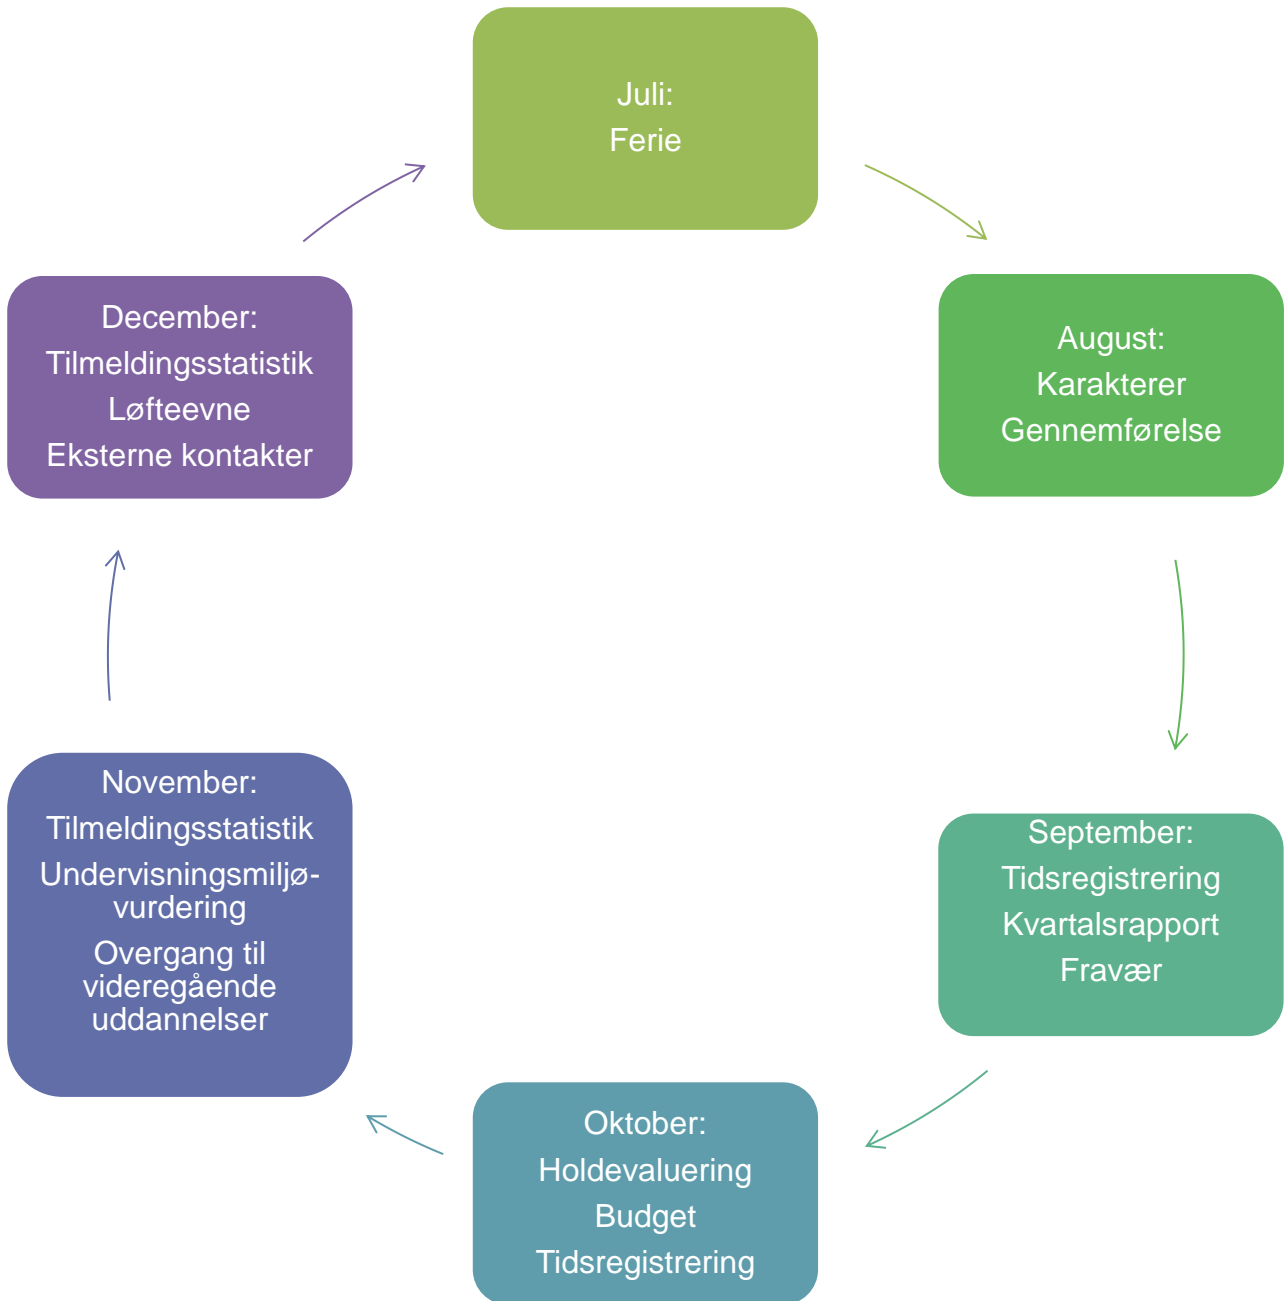 Juli:
Ferie
August:
Karakterer
Gennemførelse
September:
Tidsregistrering
Kvartalsrapport
Fravær
Oktober:
Holdevaluering
Budget
Tidsregistrering
November:
Tilmeldingsstatistik
Undervisningsmiljø-
vurdering
Overgang til
videregående
uddannelser
December:
Tilmeldingsstatistik
Løfteevne
Eksterne kontakter